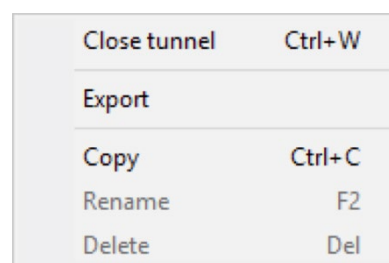 Close tunnel Ctrl+W
Export
Copy Ctrl+C
Rename F2
Delete Del